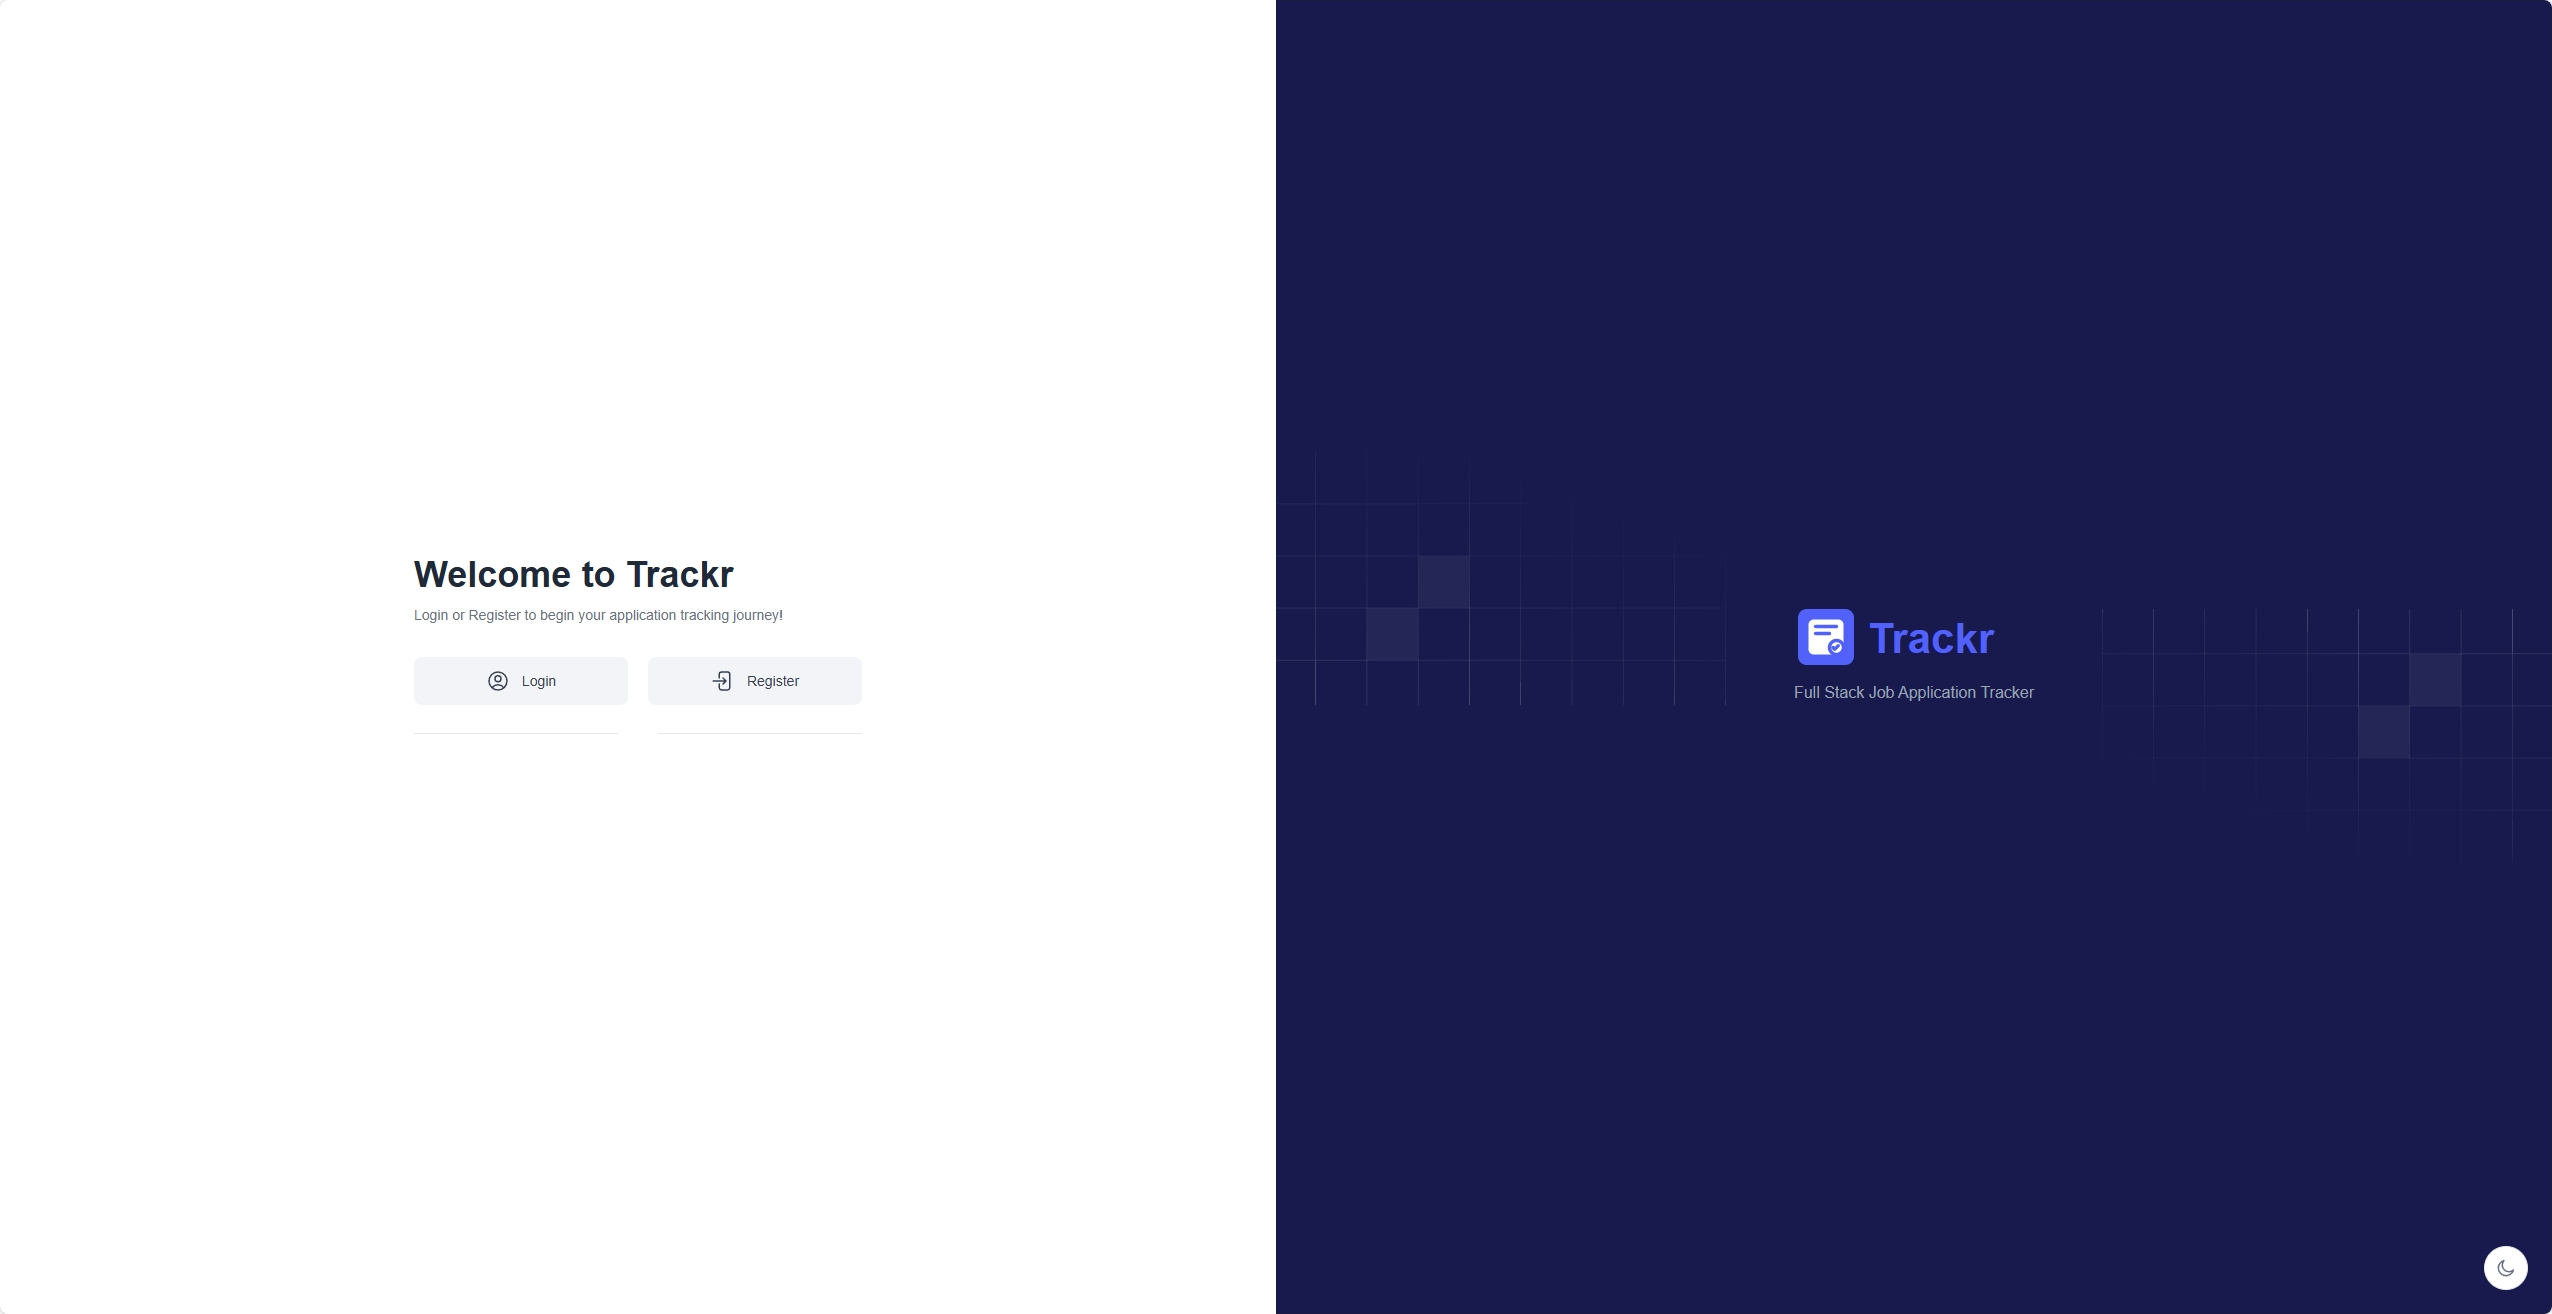 Welcome to Trackr
Login or Register to begin your application tracking journey!
Login
Register
Trackr
Full Stack Job Application Tracker